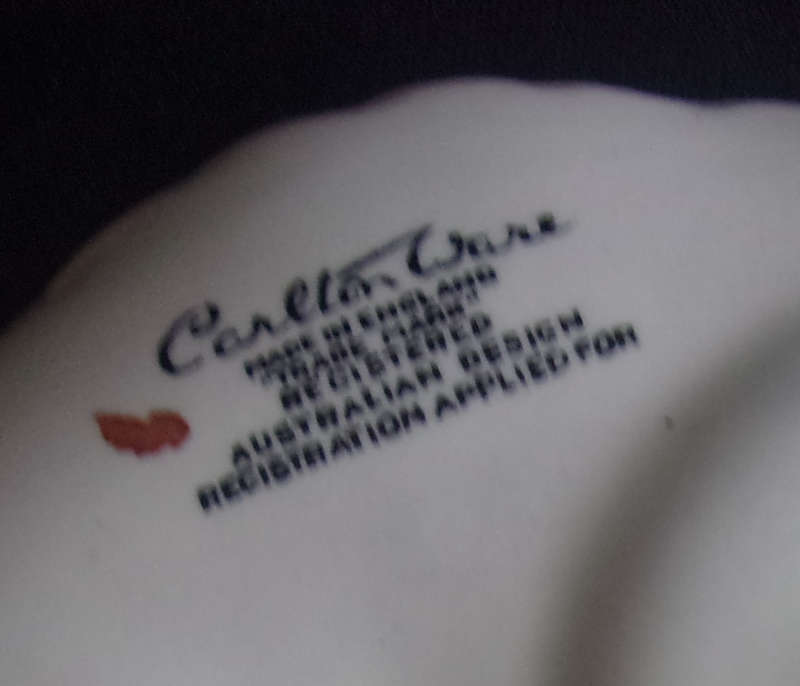 Carlton Ware
MADE IN ENGLAND
"TRADE MARK"
REGISTERED
AUSTRALIAN DESIGN
REGISTRATION APPLIED FOR